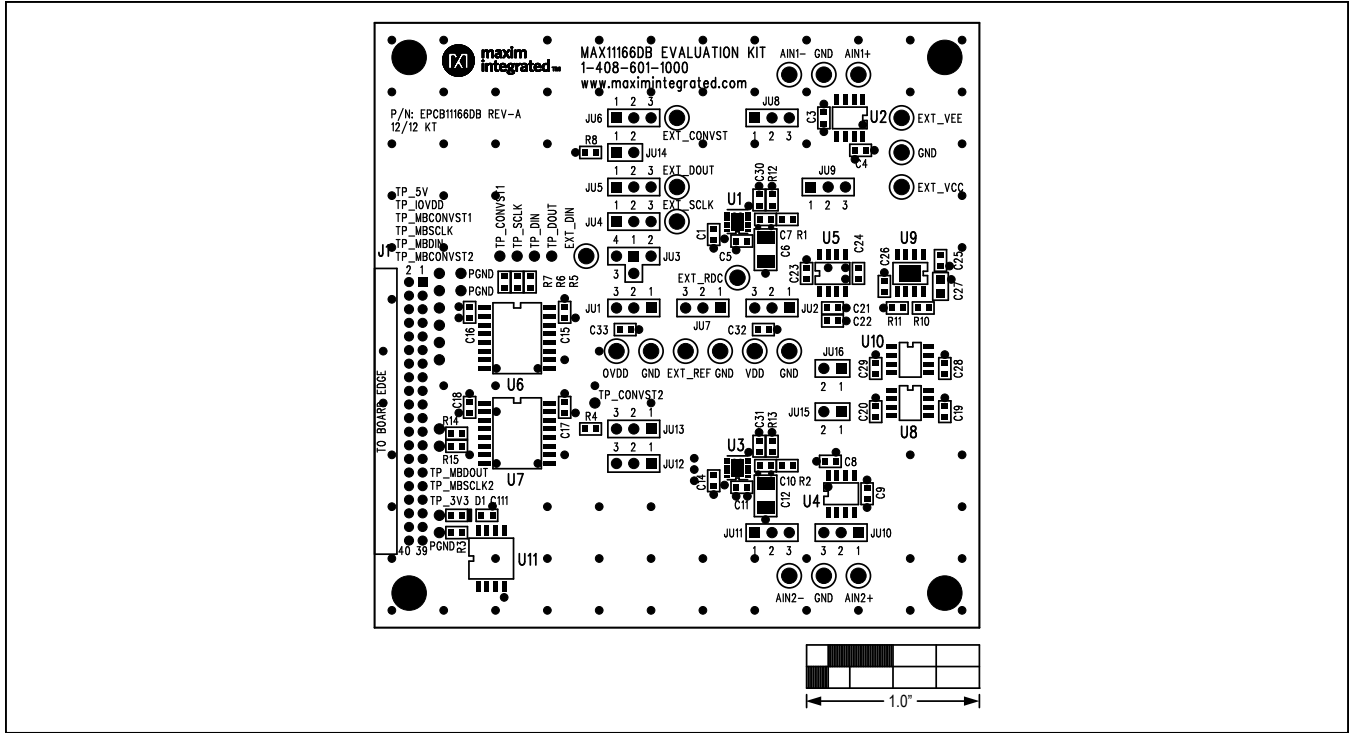 maxim
integrated™
MAX11166DB EVALUATION KIT
1-408-601-1000
www.maximintegrated.com
AIN1- GND AIN1+
P/N: EPCB11166DB REV-A
12/12 KT
JU6
1 2 3
EXT_CONVST
JU8
1 2 3
C3
U2
C4
EXT_VEE
GND
EXT_VCC
R8
1 2
JU14
1 2 3
EXT_DOUT
JU5
1 2 3
EXT_SCLK
JU4
C30
R12
U1
JU9
1 2 3
C1
C5
C7 R1
C6
TP_5V
TP_IOVDD
TP_MBCONVST1
TP_MBSCLK
TP_MBDIN
TP_MBCONVST2
J1
2 1
TP_CONVST1
TP_SCLK
TP_DIN
TP_DOUT
EXT_DIN
4 1 2
JU3
3
EXT_RDC
PGND
PGND
R7
R6
R5
C23
U5
C24
U9
C26
C25
C27
R11 R10
C21
C22
3 2 1
JU1
3 2 1
JU7
3 2 1
JU2
C16
C15
U6
C33
C32
OVDD GND EXT_REF GND VDD GND
U10
C29
C28
JU16
2 1
JU15
2 1
C20
C19
U8
TO BOARD EDGE
C18
C17
U7
TP_CONVST2
R4
3 2 1
JU13
3 2 1
JU12
R14
R15
TP_MBDOUT
TP_MBSCLK2
TP_3V3 D1 C111
PGND
R3
40 39
U11
C31
R13
U3
C14
C11
C10 R2
C12
C8
U4
C9
JU11
1 2 3
JU10
3 2 1
AIN2- GND AIN2+
1.0"